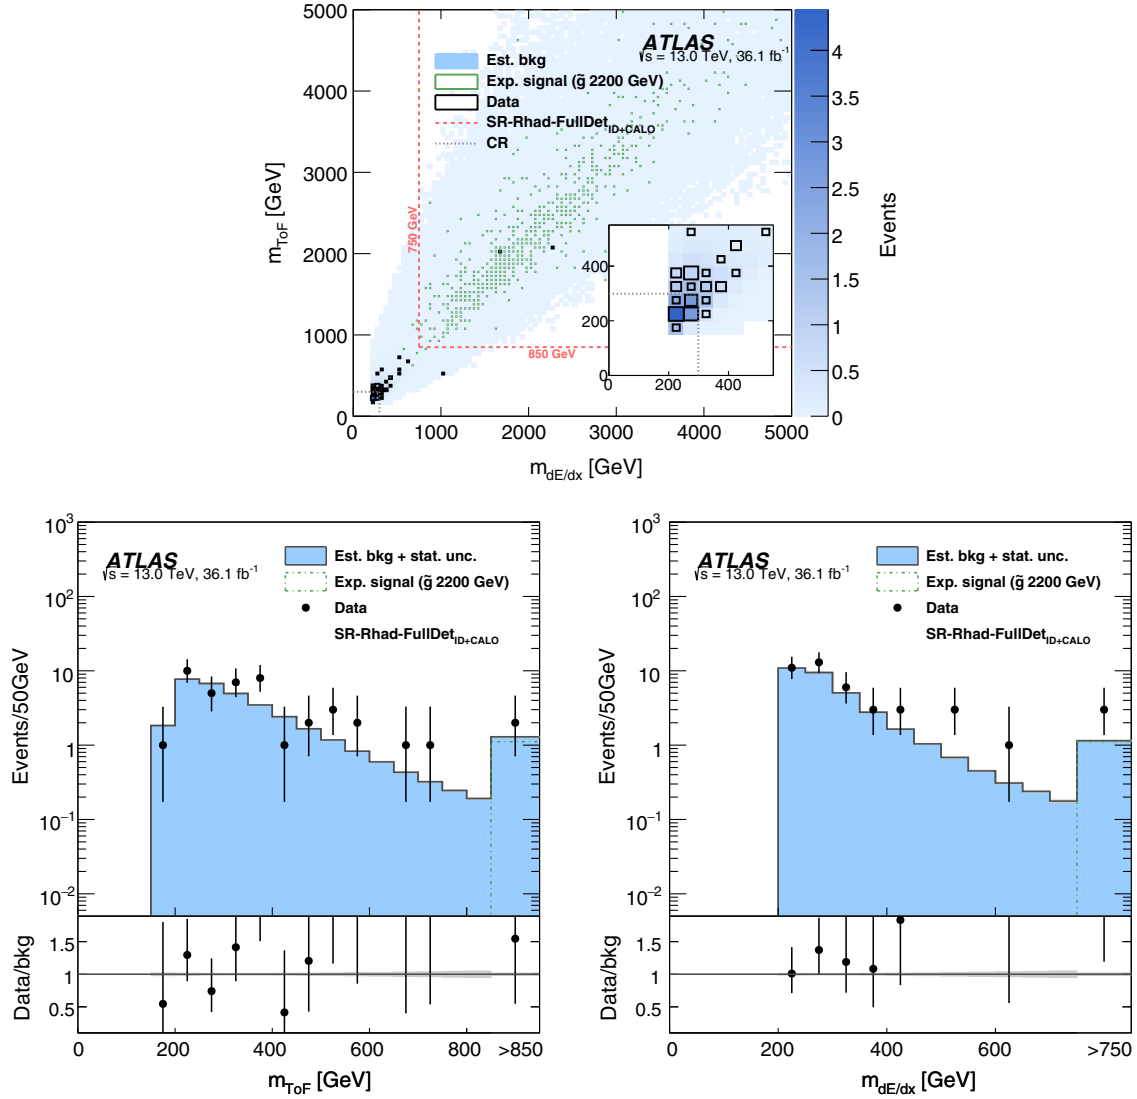 5000
4000
3000
2000
1000
0
m_ToF [GeV]
ATLAS
√s = 13.0 TeV, 36.1 fb⁻¹
Est. bkg
Exp. signal (g̃ 2200 GeV)
Data
SR-Rhad-FullDet_ID+CALO
CR
750 GeV
850 GeV
400
200
0
0 200 400
0 1000 2000 3000 4000 5000
m_dE/dx [GeV]
4
3.5
3
2.5
2
1.5
1
0.5
0
Events
10³
10²
10
1
10⁻¹
10⁻²
Events/50GeV
ATLAS
√s = 13.0 TeV, 36.1 fb⁻¹
Est. bkg + stat. unc.
Exp. signal (g̃ 2200 GeV)
Data
SR-Rhad-FullDet_ID+CALO
1.5
1
0.5
Data/bkg
0 200 400 600 800 >850
m_ToF [GeV]
10³
10²
10
1
10⁻¹
10⁻²
Events/50GeV
ATLAS
√s = 13.0 TeV, 36.1 fb⁻¹
Est. bkg + stat. unc.
Exp. signal (g̃ 2200 GeV)
Data
SR-Rhad-FullDet_ID+CALO
1.5
1
0.5
Data/bkg
0 200 400 600 >750
m_dE/dx [GeV]